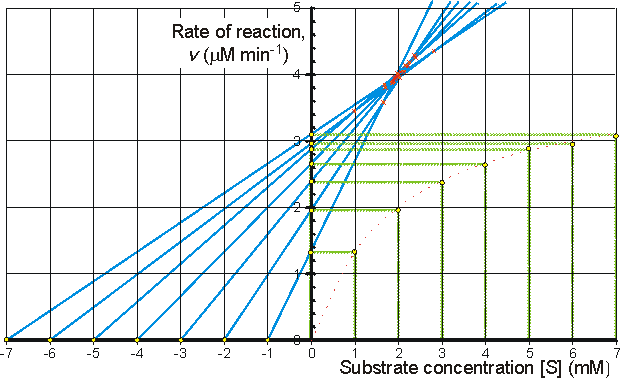 5
Rate of reaction,
v (μM min-1)
4
3
2
1
0
-7 -6 -5 -4 -3 -2 -1 0 1 2 3 4 5 6 7
Substrate concentration [S] (mM)